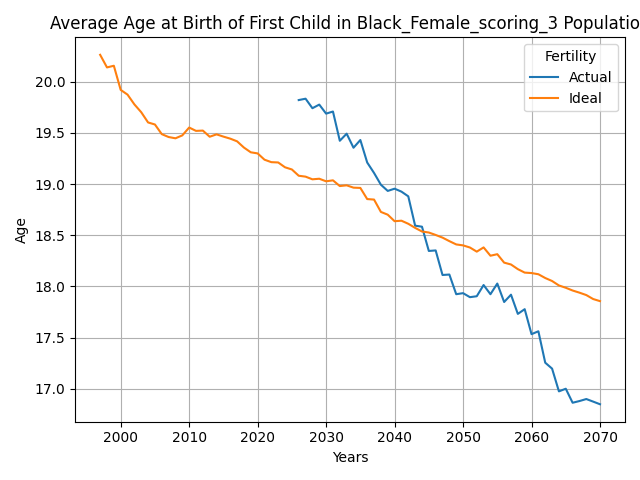 Average Age at Birth of First Child in Black_Female_scoring_3 Populatio
Fertility
Actual
Ideal
20.0
19.5
19.0
18.5
18.0
17.5
17.0
Age
2000 2010 2020 2030 2040 2050 2060 2070
Years